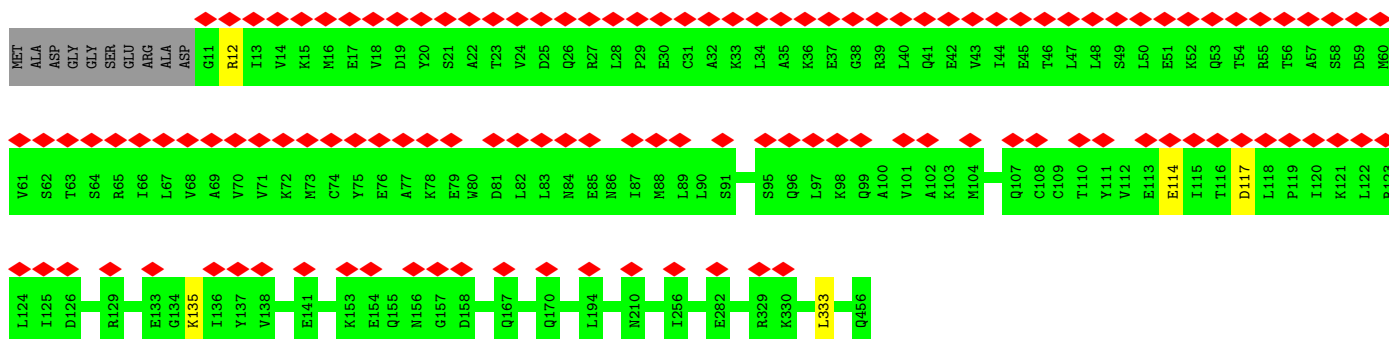 MET ALA ASP GLY GLY SER GLU ARG ALA ASP G11 R12 I13 V14 K15 M16 E17 V18 D19 Y20 S21 A22 T23 V24 D25 Q26 R27 L28 P29 E30 C31 A32 K33 L34 A35 K36 E37 G38 R39 L40 Q41 E42 V43 I44 E45 T46 L47 L48 S49 L50 E51 K52 Q53 T54 R55 T56 A57 S58 D59 M60
V61 S62 T63 S64 R65 I66 L67 V68 A69 V70 V71 K72 M73 C74 Y75 E76 A77 K78 E79 W80 D81 L82 L83 N84 E85 N86 I87 M88 L89 L90 S91 S95 Q96 L97 K98 Q99 A100 V101 A102 K103 M104 Q107 C108 C109 T110 Y111 V112 E113 E114 I115 T116 D117 L118 P119 I120 K121 L122 R123
L124 I125 D126 R129 E133 G134 K135 I136 Y137 V138 E141 K153 E154 Q155 N156 G157 D158 Q167 Q170 L194 N210 I256 E282 R329 K330 L333 Q456